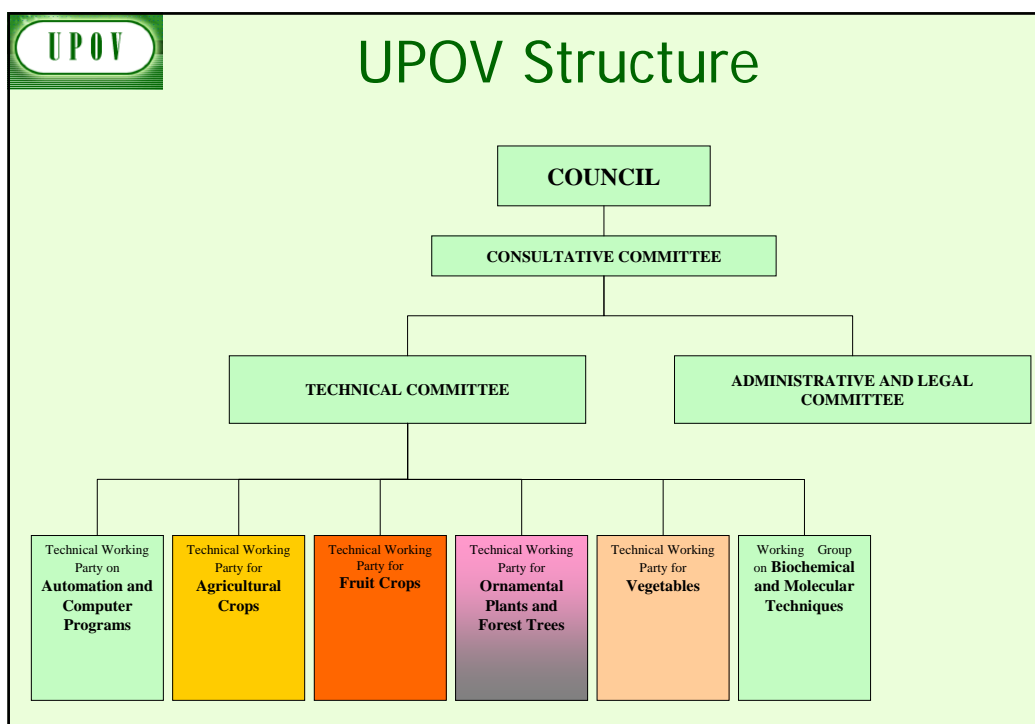 UPOV
UPOV Structure
COUNCIL
CONSULTATIVE COMMITTEE
TECHNICAL COMMITTEE
ADMINISTRATIVE AND LEGAL
COMMITTEE
Technical Working
Party on
Automation and
Computer
Programs
Technical Working
Party for
Agricultural
Crops
Technical Working
Party for
Fruit Crops
Technical Working
Party for
Ornamental
Plants and
Forest Trees
Technical Working
Party for
Vegetables
Working Group
on Biochemical
and Molecular
Techniques